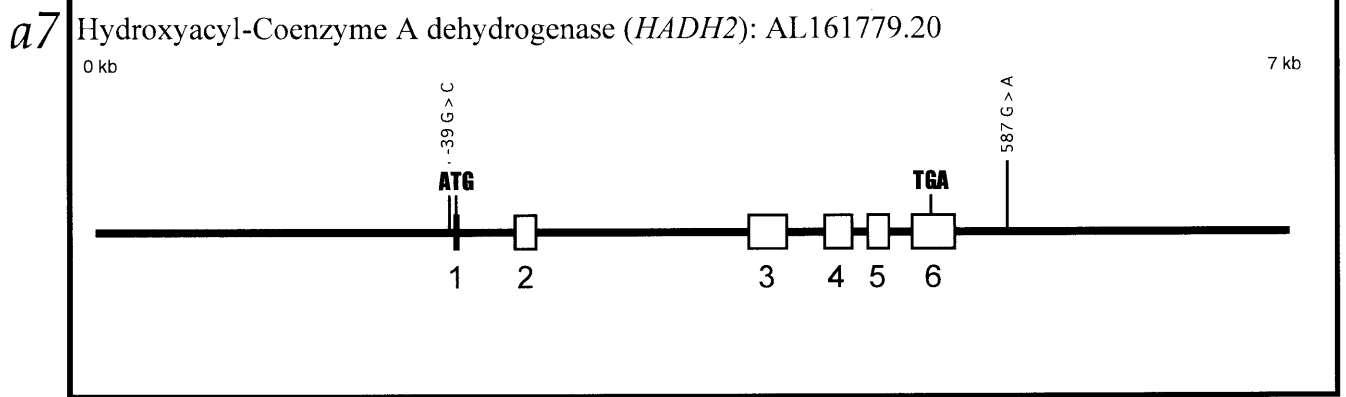 a7 Hydroxyacyl-Coenzyme A dehydrogenase (HADH2): AL161779.20
0 kb 7 kb
-39 G > C
587 G > A
ATG TGA
1 2 3 4 5 6